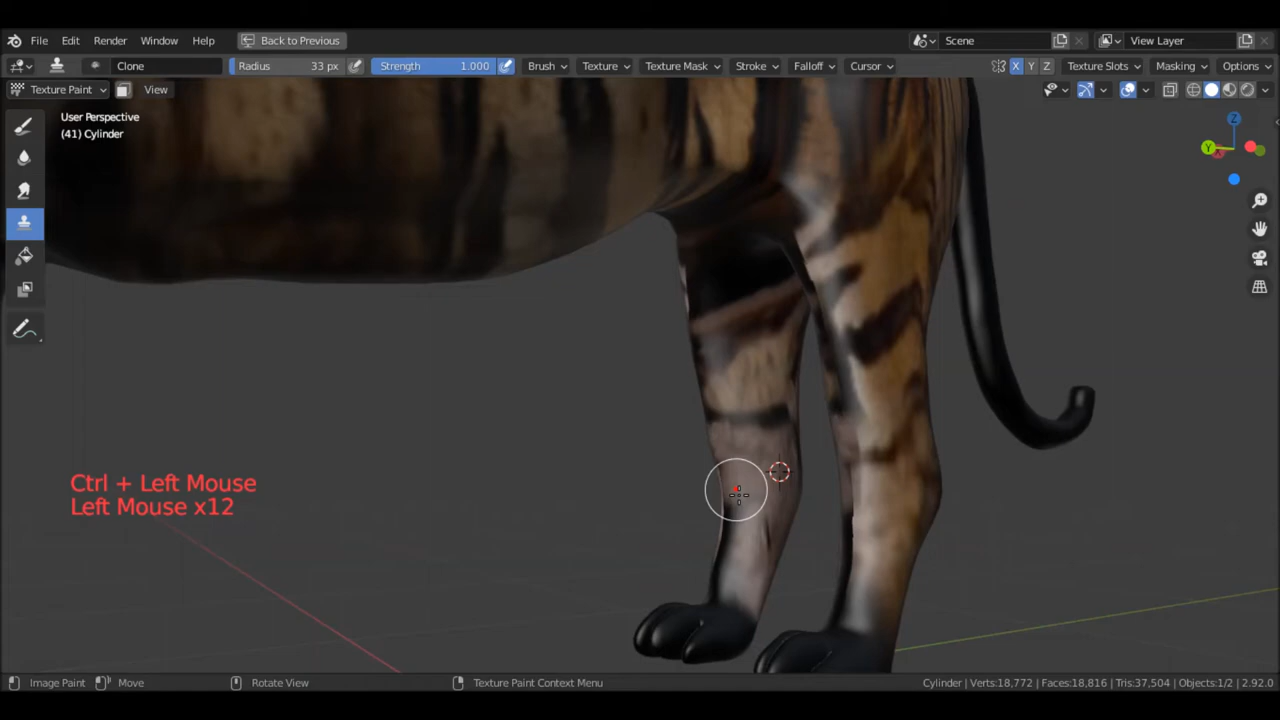 File Edit Render Window Help Back to Previous Scene View Layer
Clone Radius 33 px Strength 1.000 Brush Texture Texture Mask Stroke Falloff Cursor X Y Z Texture Slots Masking Options
Texture Paint View
User Perspective
(41) Cylinder
Z
Y
Ctrl + Left Mouse
Left Mouse x12
Image Paint Move Rotate View Texture Paint Context Menu Cylinder | Verts:18,772 | Faces:18,816 | Tris:37,504 | Objects:1/2 | 2.92.0